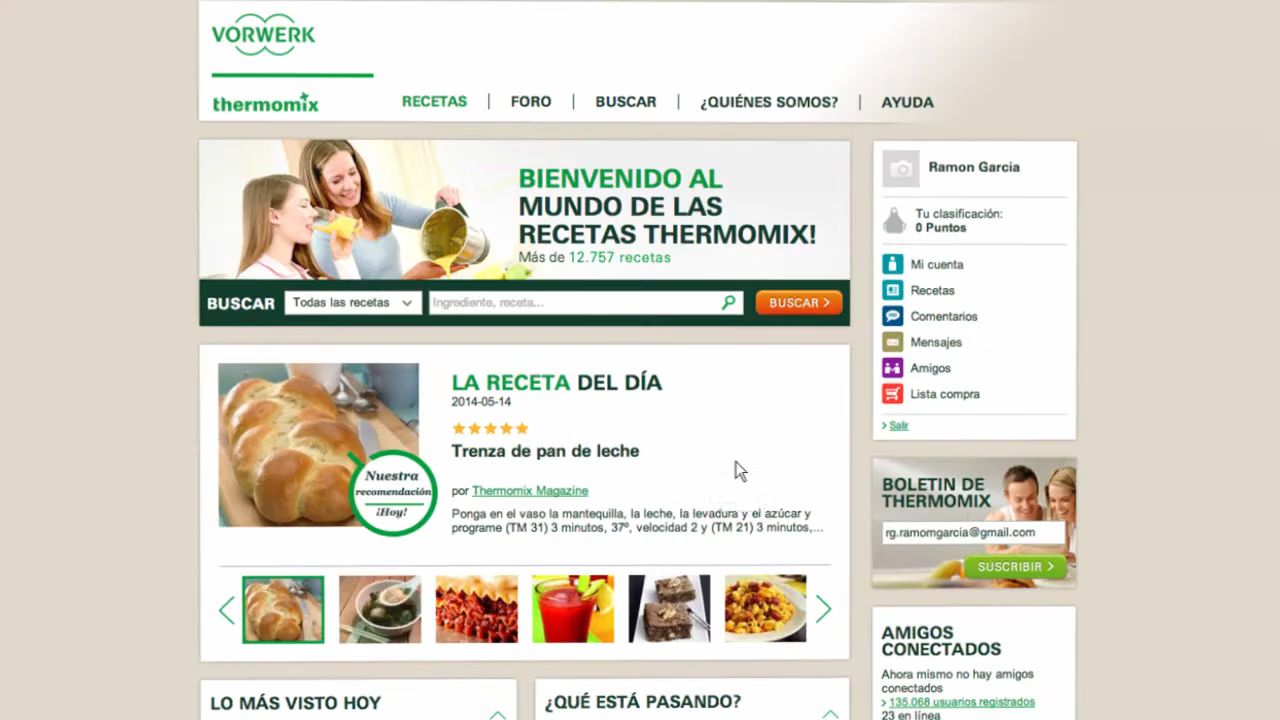 VORWERK
thermomix
RECETAS
FORO
BUSCAR
¿QUIÉNES SOMOS?
AYUDA
BIENVENIDO AL
MUNDO DE LAS
RECETAS THERMOMIX!
Más de 12.757 recetas
BUSCAR
Todas las recetas
Ingrediente, receta...
BUSCAR >
LA RECETA DEL DÍA
2014-05-14
Trenza de pan de leche
por Thermomix Magazine
Ponga en el vaso la mantequilla, la leche, la levadura y el azúcar y
programe (TM 31) 3 minutos, 37º, velocidad 2 y (TM 21) 3 minutos,...
Nuestra
recomendación
¡Hoy!
LO MÁS VISTO HOY
¿QUÉ ESTÁ PASANDO?
Ramon Garcia
Tu clasificación:
0 Puntos
Mi cuenta
Recetas
Comentarios
Mensajes
Amigos
Lista compra
> Salir
BOLETIN DE
THERMOMIX
rg.ramomgarcia@gmail.com
SUSCRIBIR >
AMIGOS
CONECTADOS
Ahora mismo no hay amigos
conectados
> 135.068 usuarios registrados
23 en línea